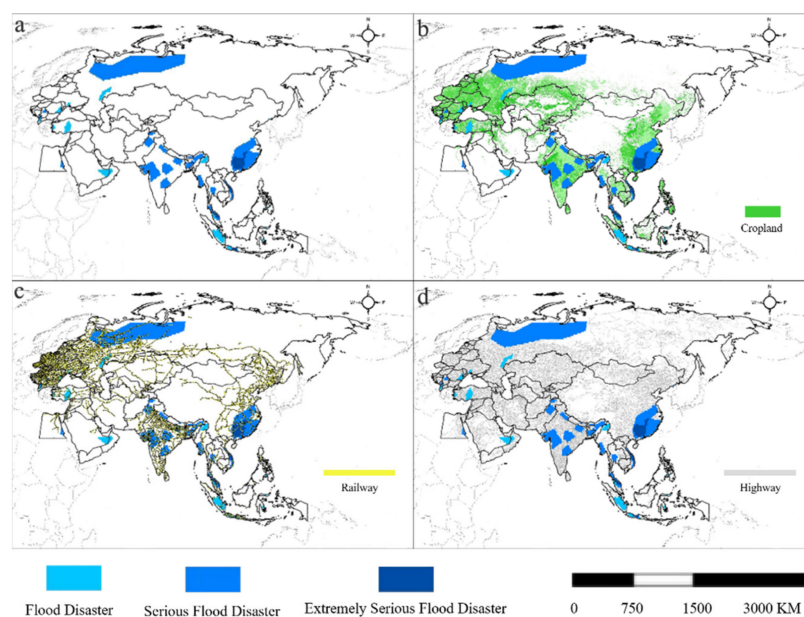 a
N
W
E
b
N
W
E
Cropland
c
N
W
E
Railway
d
N
W
E
Highway
Flood Disaster
Serious Flood Disaster
Extremely Serious Flood Disaster
0 750 1500 3000 KM